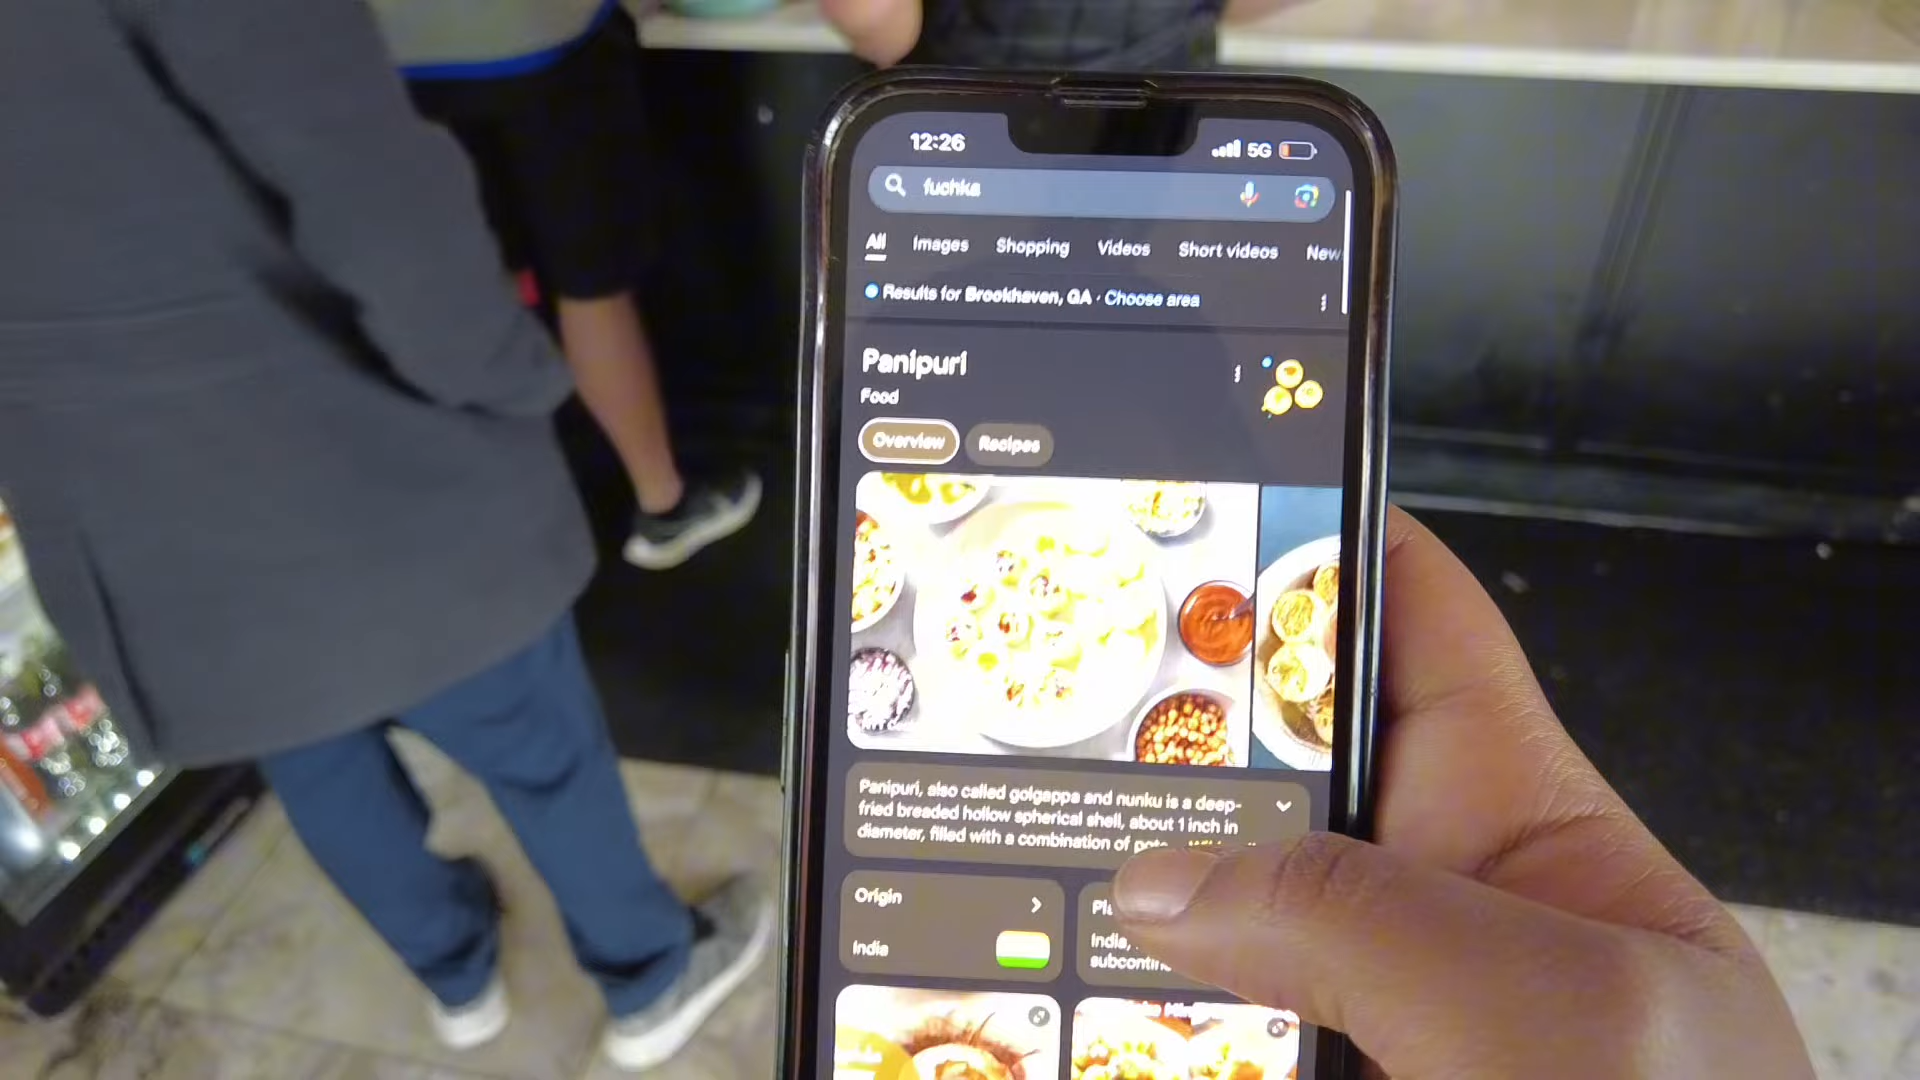 12:26
5G
fuchka
All Images Shopping Videos Short videos New
Results for Brookhaven, GA · Choose area
Panipuri
Food
Overview Recipes
Panipuri, also called golgappa and nunku is a deep-
fried breaded hollow spherical shell, about 1 inch in
diameter, filled with a combination of
Origin
India
India,